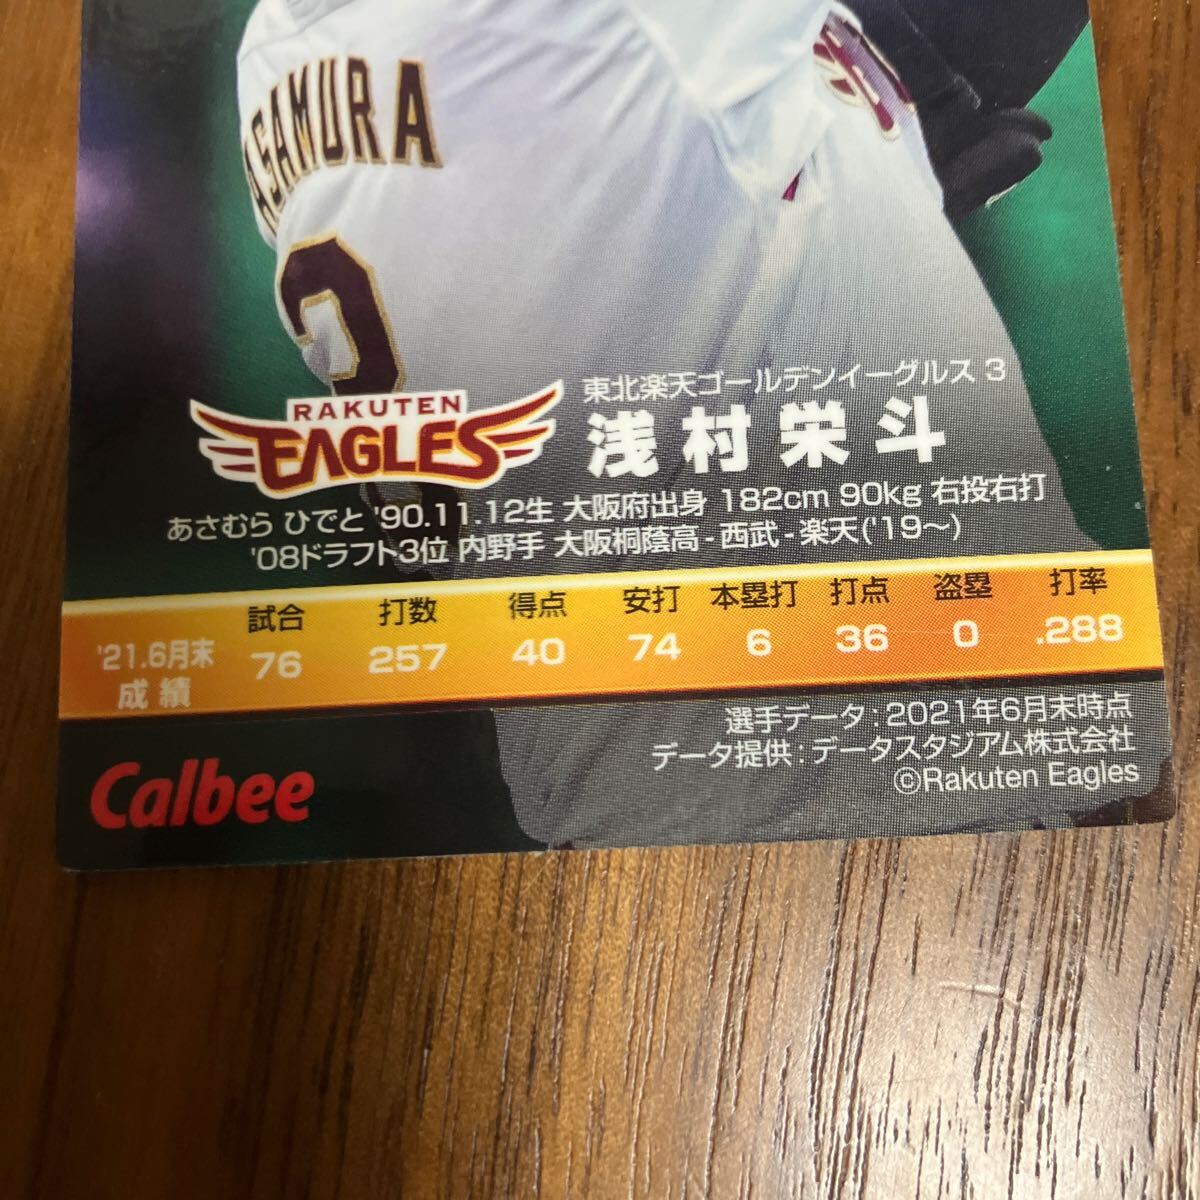 ASAMURA
3
RAKUTEN
EAGLES
東北楽天ゴールデンイーグルス 3
浅村栄斗
あさむら ひでと '90.11.12生 大阪府出身 182cm 90kg 右投右打
'08ドラフト3位 内野手 大阪桐蔭高-西武-楽天('19〜)
試合 打数 得点 安打 本塁打 打点 盗塁 打率
'21.6月末 76 257 40 74 6 36 0 .288
成績
選手データ：2021年6月末時点
データ提供：データスタジアム株式会社
©Rakuten Eagles
Calbee